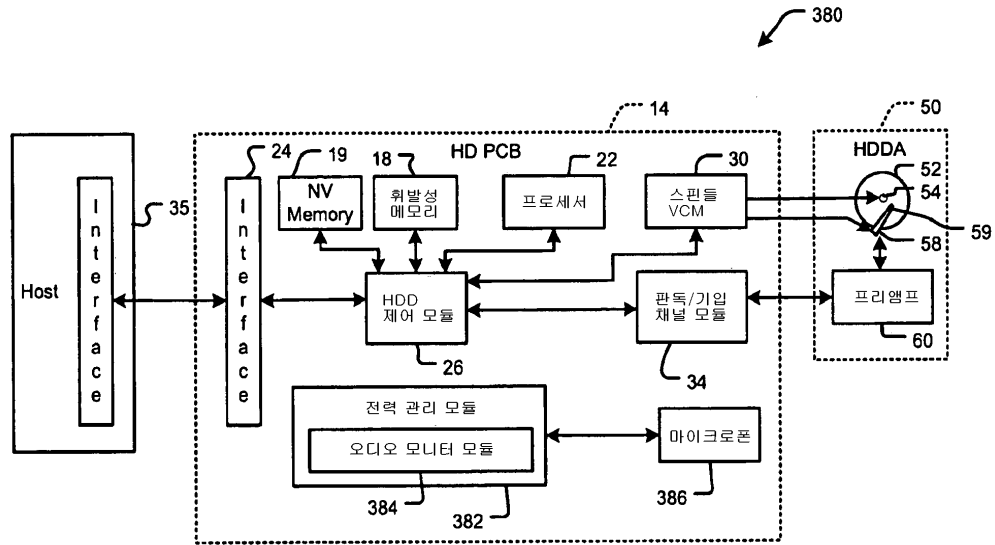 380
14
50
HD PCB
HDDA
24
19
18
22
30
52
54
59
58
35
Host
Interface
Interface
NV
Memory
휘발성
메모리
프로세서
스핀들
VCM
HDD
제어 모듈
26
판독/기입
채널 모듈
34
프리앰프
60
전력 관리 모듈
오디오 모니터 모듈
384
382
마이크로폰
386